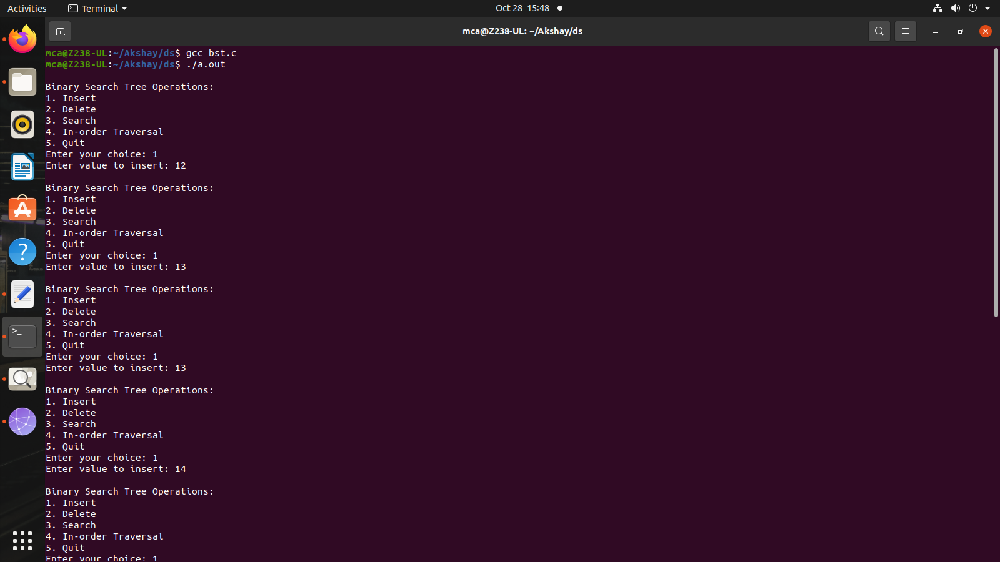 Activities Terminal Oct 28 15:48
mca@Z238-UL: ~/Akshay/ds
mca@Z238-UL:~/Akshay/ds$ gcc bst.c
mca@Z238-UL:~/Akshay/ds$ ./a.out
Binary Search Tree Operations:
1. Insert
2. Delete
3. Search
4. In-order Traversal
5. Quit
Enter your choice: 1
Enter value to insert: 12
Binary Search Tree Operations:
1. Insert
2. Delete
3. Search
4. In-order Traversal
5. Quit
Enter your choice: 1
Enter value to insert: 13
Binary Search Tree Operations:
1. Insert
2. Delete
3. Search
4. In-order Traversal
5. Quit
Enter your choice: 1
Enter value to insert: 13
Binary Search Tree Operations:
1. Insert
2. Delete
3. Search
4. In-order Traversal
5. Quit
Enter your choice: 1
Enter value to insert: 14
Binary Search Tree Operations:
1. Insert
2. Delete
3. Search
4. In-order Traversal
5. Quit
Enter your choice: 1